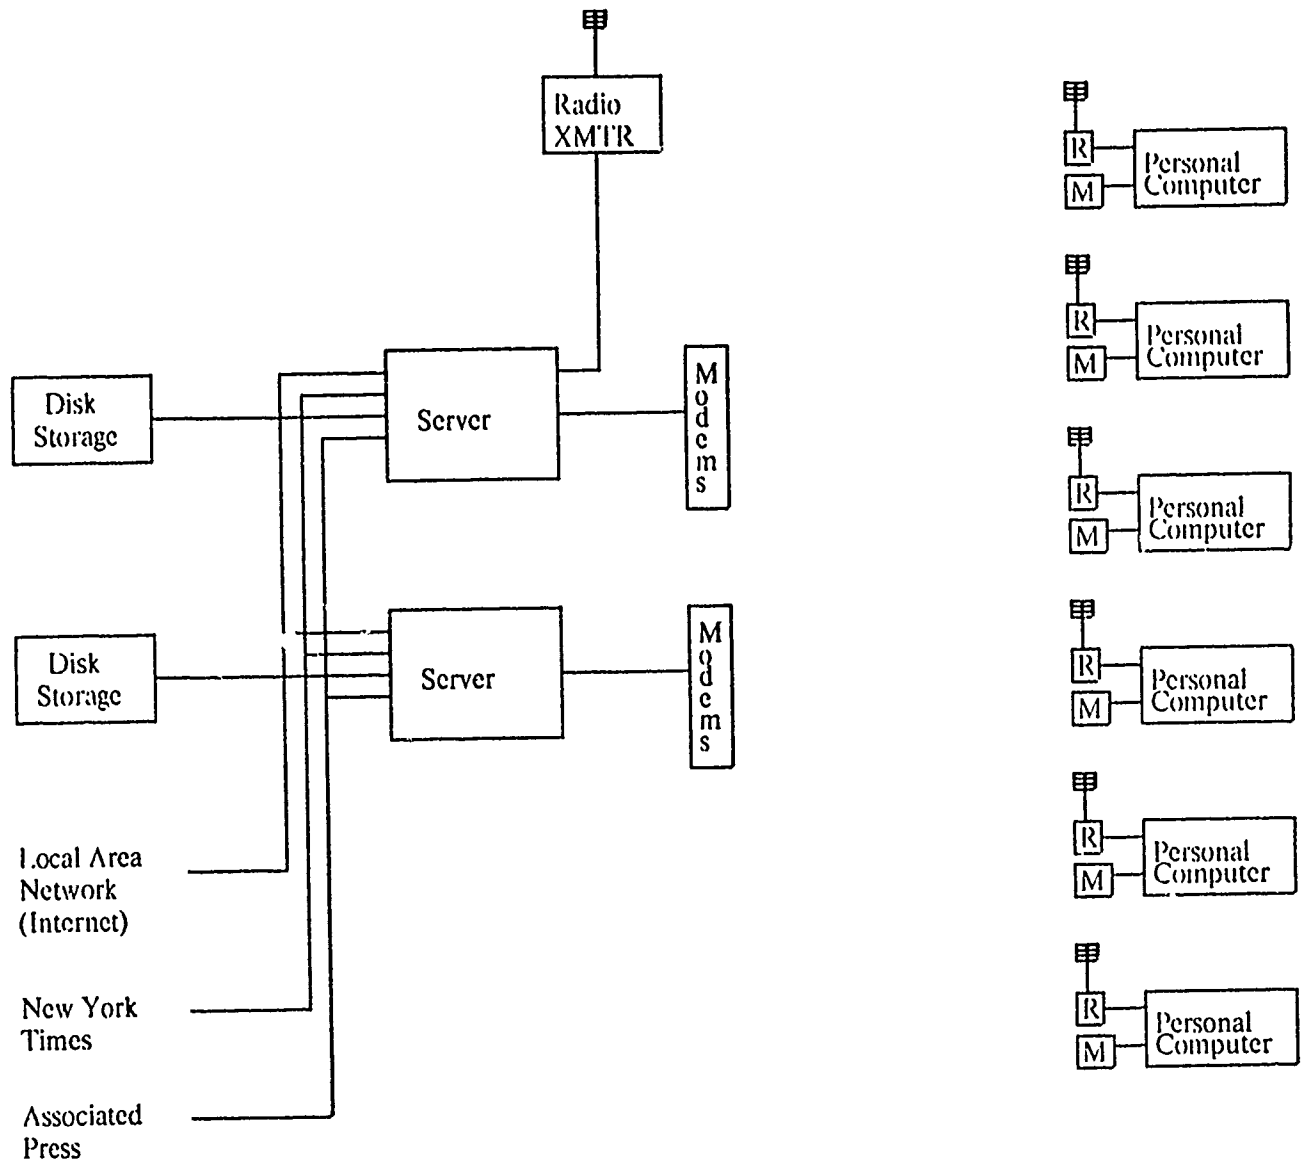 Radio
XMTR
R
M
Personal
Computer
R
M
Personal
Computer
Disk
Storage
Server
Modems
R
M
Personal
Computer
Disk
Storage
Server
Modems
R
M
Personal
Computer
Local Area
Network
(Internet)
R
M
Personal
Computer
New York
Times
R
M
Personal
Computer
Associated
Press